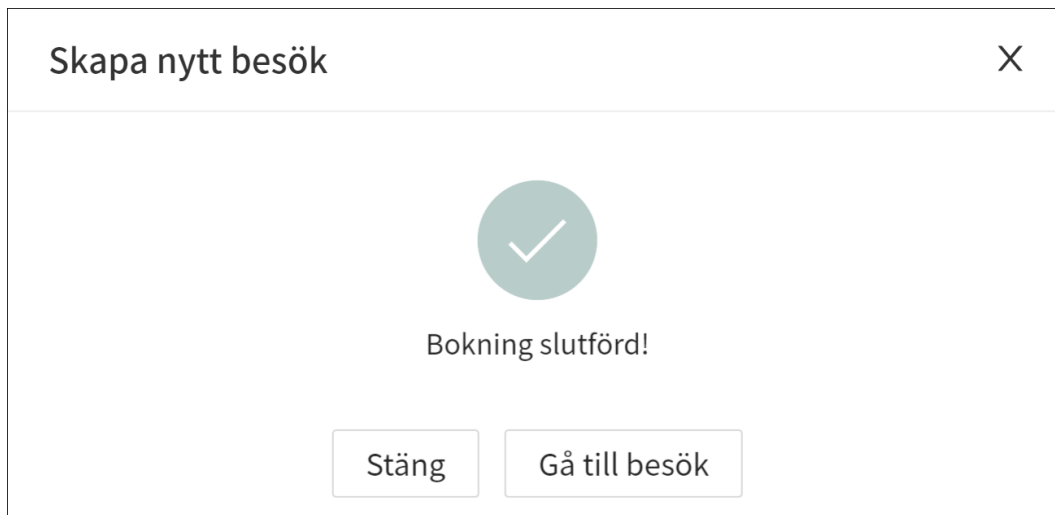 Skapa nytt besök X
Bokning slutförd!
Stäng Gå till besök